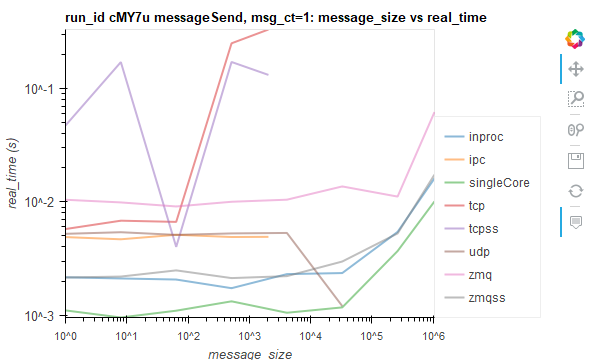 run_id cMY7u messageSend, msg_ct=1: message_size vs real_time
real_time (s)
10^-1
10^-2
10^-3
10^0
10^1
10^2
10^3
10^4
10^5
10^6
message_size
inproc
ipc
singleCore
tcp
tcpss
udp
zmq
zmqss